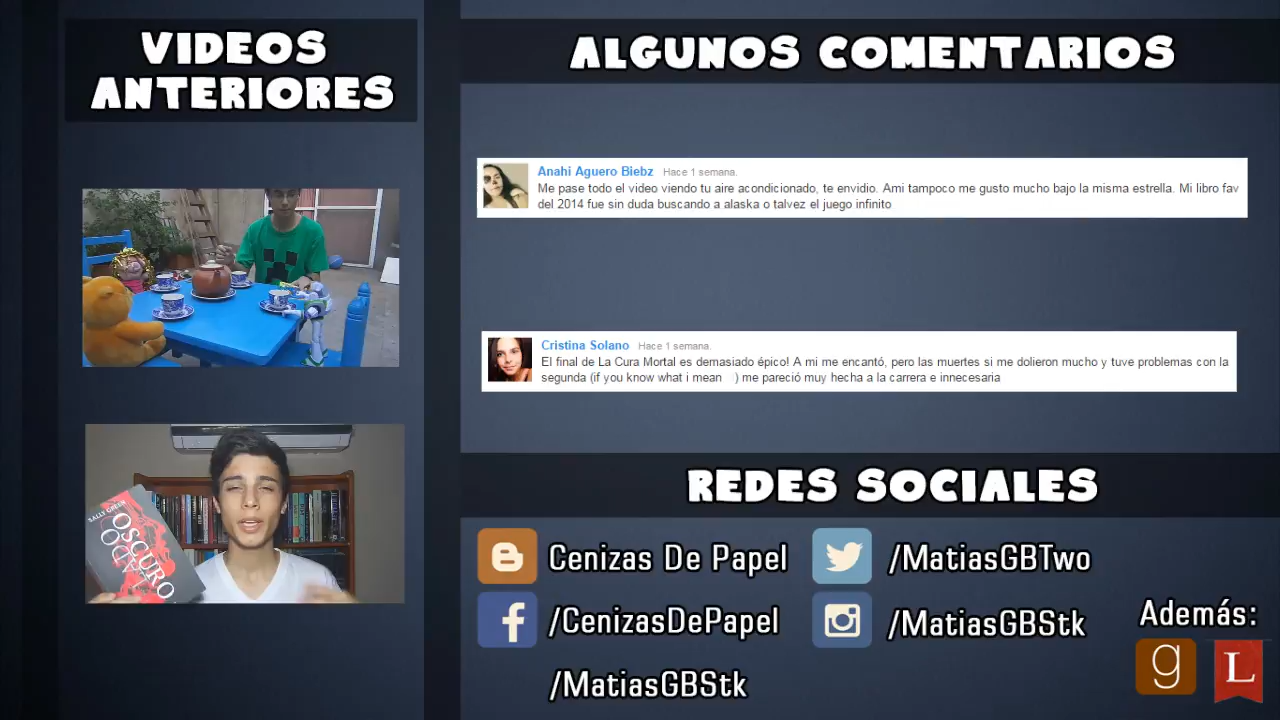 VIDEOS
ANTERIORES
SALLY GREEN
OSCURO
ALGUNOS COMENTARIOS
Anahi Aguero Biebz Hace 1 semana.
Me pase todo el video viendo tu aire acondicionado, te envidio. Ami tampoco me gusto mucho bajo la misma estrella. Mi libro fav
del 2014 fue sin duda buscando a alaska o talvez el juego infinito
Cristina Solano Hace 1 semana.
El final de La Cura Mortal es demasiado épico! A mi me encantó, pero las muertes si me dolieron mucho y tuve problemas con la
segunda (if you know what i mean ) me pareció muy hecha a la carrera e innecesaria
REDES SOCIALES
Cenizas De Papel
/MatiasGBTwo
/CenizasDePapel
/MatiasGBStk
/MatiasGBStk
Además:
g L